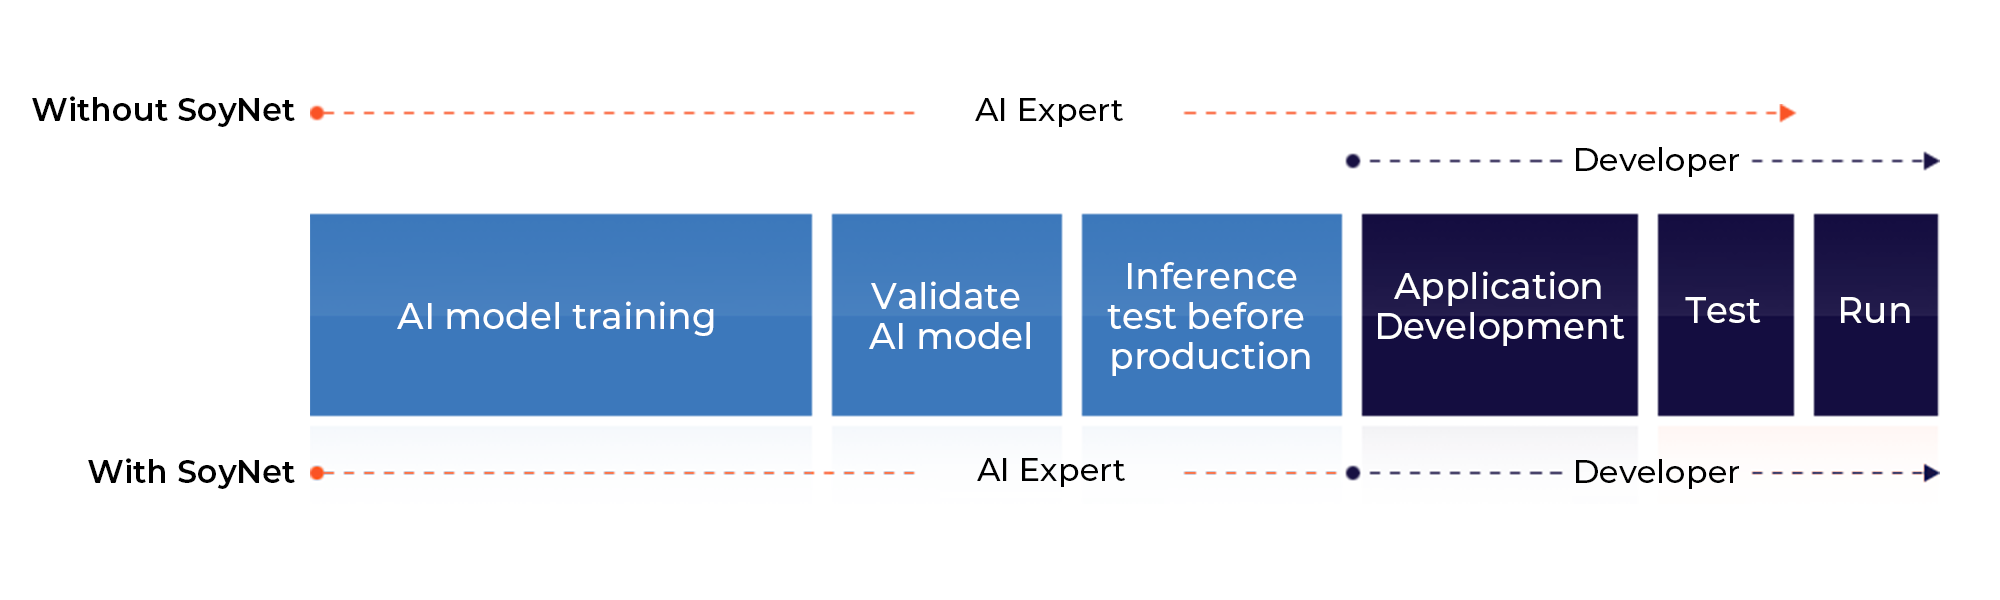 Without SoyNet
AI Expert
Developer
AI model training
Validate
AI model
Inference
test before
production
Application
Development
Test
Run
With SoyNet
AI Expert
Developer